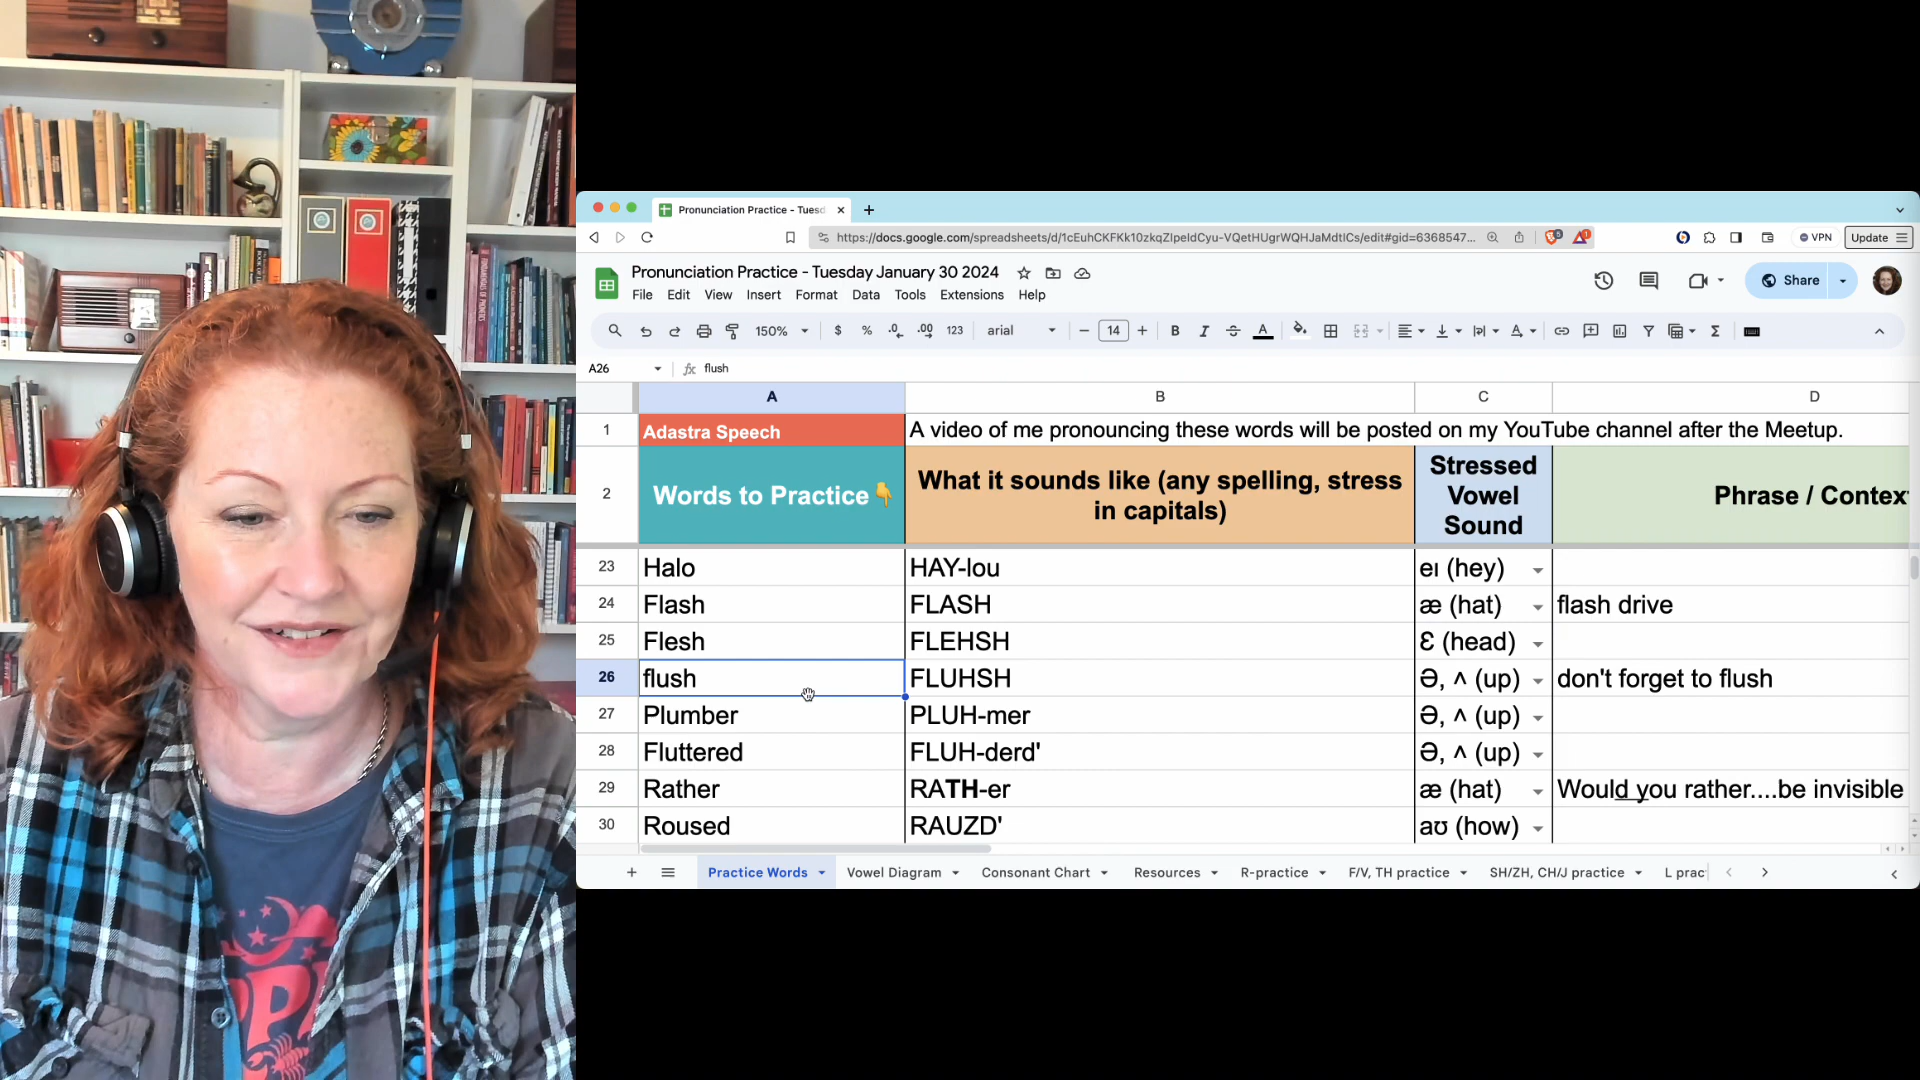 Pronunciation Practice - Tuesd
https://docs.google.com/spreadsheets/d/1cEuhCKFKk10zkqZIpeIdCyu-VQetHUgrWQHJaMdtICs/edit#gid=6368547...
VPN
Update
Pronunciation Practice - Tuesday January 30 2024
Share
File Edit View Insert Format Data Tools Extensions Help
150% $ % .0 .00 123 arial 14 B I A
A26 fx flush
A B C D
1 Adastra Speech A video of me pronouncing these words will be posted on my YouTube channel after the Meetup.
2 Words to Practice👇 What it sounds like (any spelling, stress in capitals) Stressed Vowel Sound Phrase / Contex
23 Halo HAY-lou eɪ (hey)
24 Flash FLASH æ (hat) flash drive
25 Flesh FLEHSH Ɛ (head)
26 flush FLUHSH Ə, ʌ (up) don't forget to flush
27 Plumber PLUH-mer Ə, ʌ (up)
28 Fluttered FLUH-derd' Ə, ʌ (up)
29 Rather RATH-er æ (hat) Would you rather....be invisible
30 Roused RAUZD' aʊ (how)
Practice Words Vowel Diagram Consonant Chart Resources R-practice F/V, TH practice SH/ZH, CH/J practice L prac